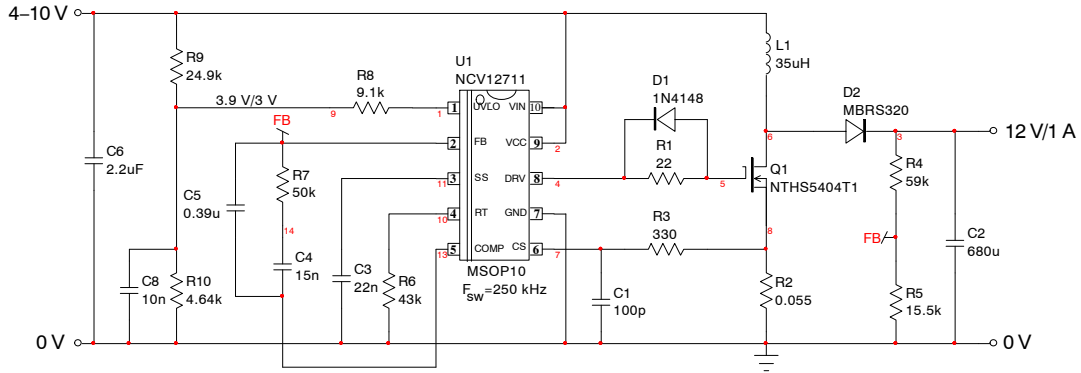 4–10 V
R9
24.9k
R8
9.1k
3.9 V/3 V
9
1
FB
C6
2.2uF
C5
0.39u
R7
50k
14
C4
15n
C8
10n
R10
4.64k
C3
22n
R6
43k
11
10
13
0 V
U1
NCV12711
1
UVLO
VIN
10
2
FB
VCC
9
3
SS
DRV
8
4
RT
GND
7
5
COMP
CS
6
MSOP10
Fsw=250 kHz
2
4
7
D1
1N4148
R1
22
5
R3
330
C1
100p
L1
35uH
6
D2
MBRS320
3
Q1
NTHS5404T1
8
R2
0.055
R4
59k
FB
R5
15.5k
C2
680u
12 V/1 A
0 V